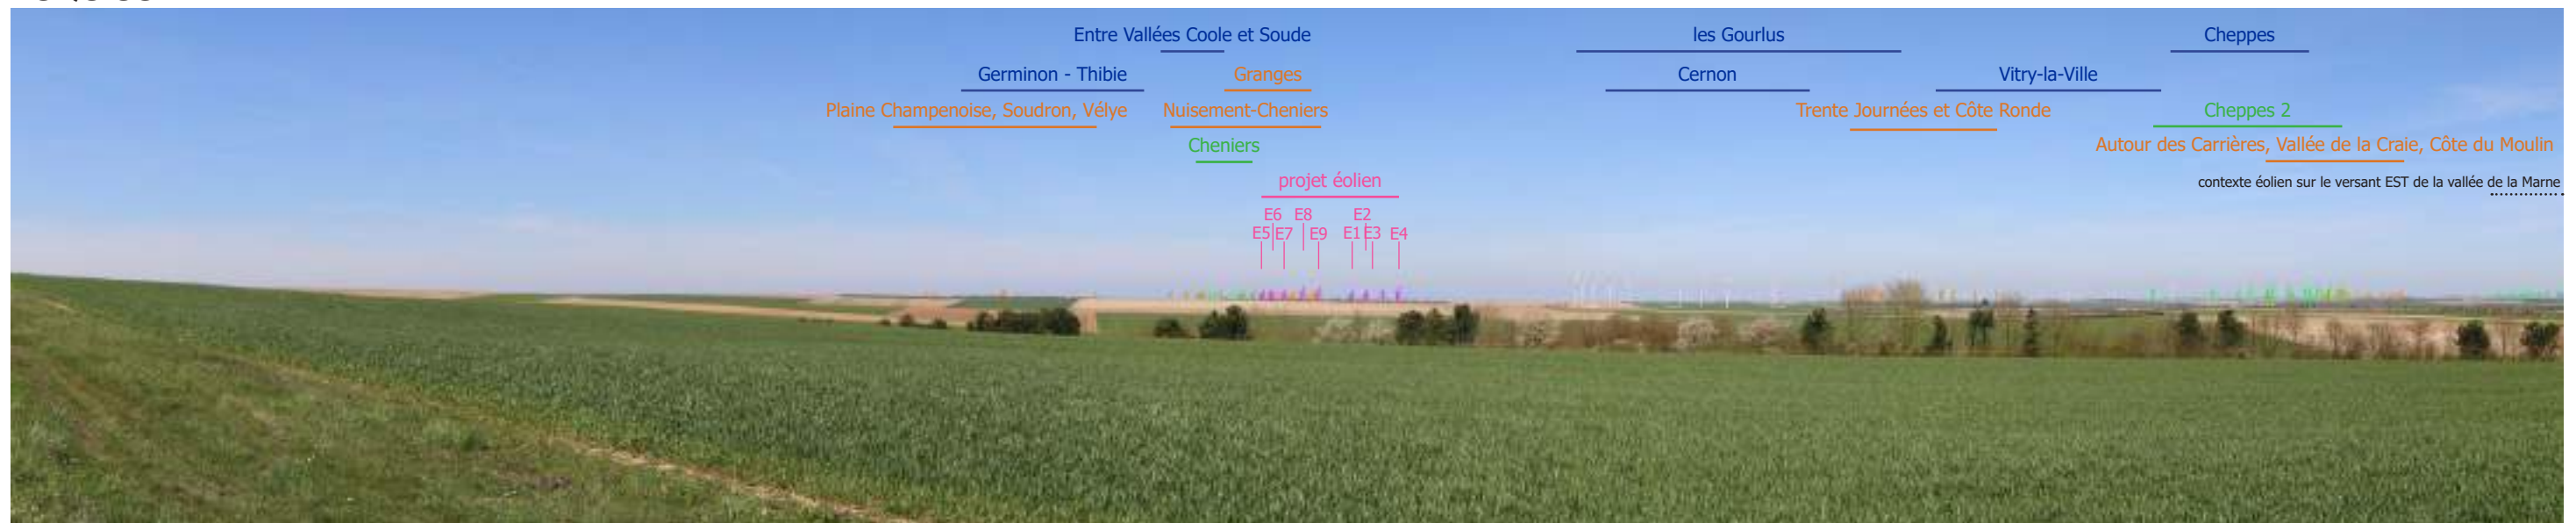 Entre Vallées Coole et Soude
les Gourlus
Cheppes
Germinon - Thibie
Granges
Cernon
Vitry-la-Ville
Plaine Champenoise, Soudron, Vélye
Nuisement-Cheniers
Trente Journées et Côte Ronde
Cheppes 2
Cheniers
Autour des Carrières, Vallée de la Craie, Côte du Moulin
projet éolien
contexte éolien sur le versant EST de la vallée de la Marne
E6 E8 E2
E5 E7 E9 E1 E3 E4